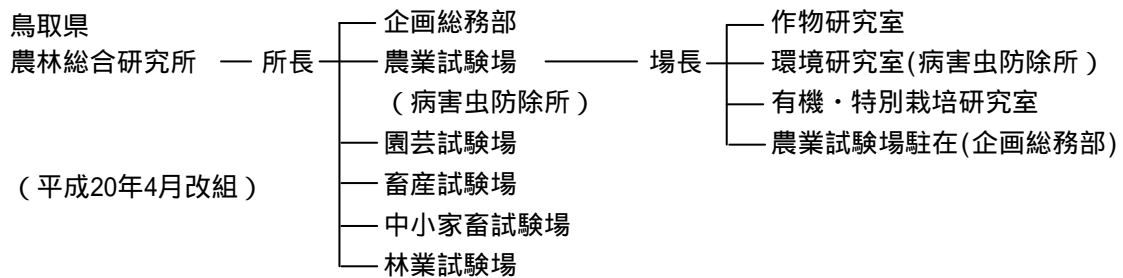 鳥取県
農林総合研究所
(平成20年4月改組)
所長
企画総務部
農業試験場
(病害虫防除所)
園芸試験場
畜産試験場
中小家畜試験場
林業試験場
場長
作物研究室
環境研究室(病害虫防除所)
有機・特別栽培研究室
農業試験場駐在(企画総務部)